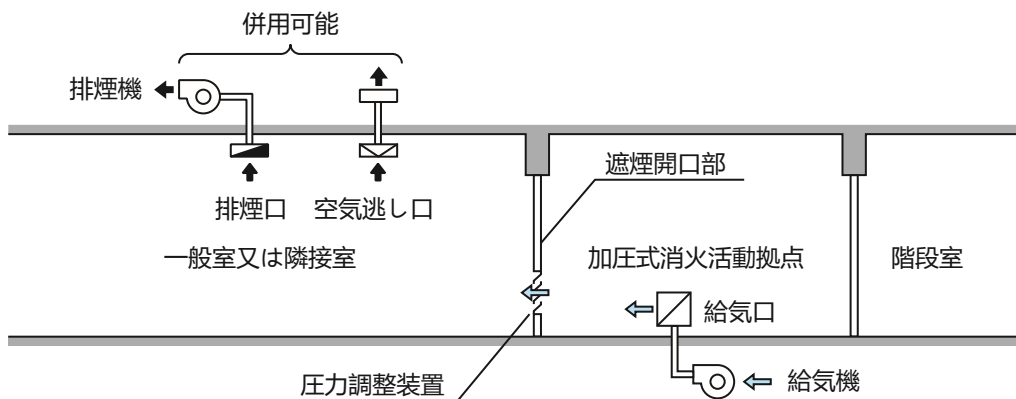 併用可能
排煙機
遮煙開口部
排煙口
空気逃し口
一般室又は隣接室
加圧式消火活動拠点
階段室
給気口
圧力調整装置
給気機